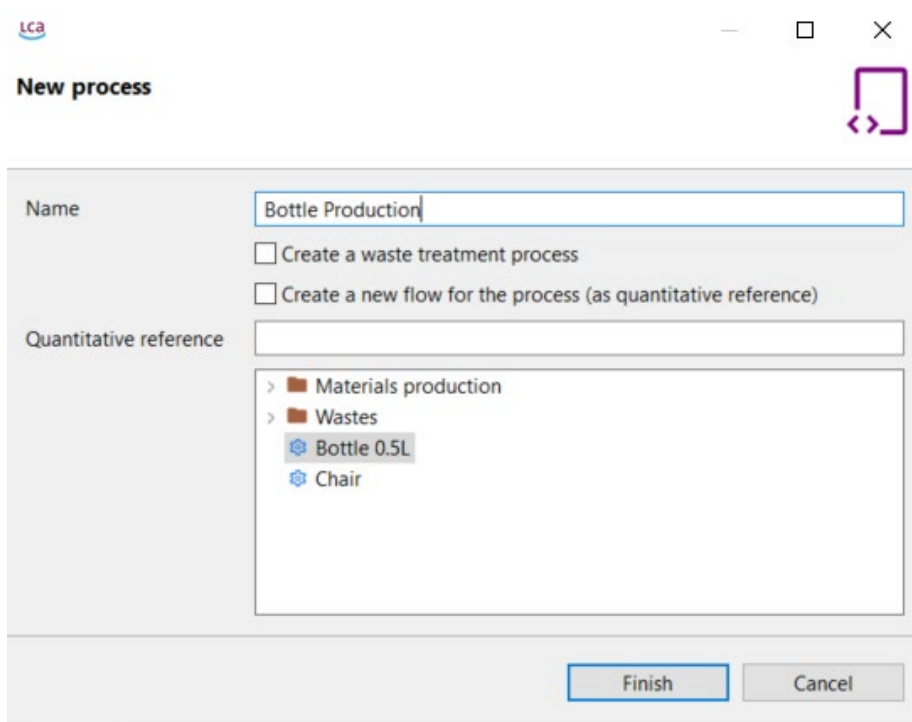 LCA
New process
Name
Bottle Production
Create a waste treatment process
Create a new flow for the process (as quantitative reference)
Quantitative reference
Materials production
Wastes
Bottle 0.5L
Chair
Finish
Cancel